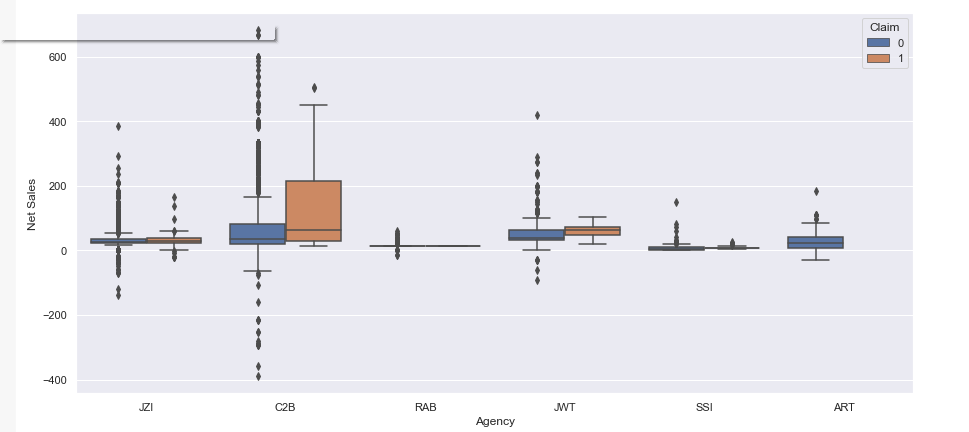 Claim
0
1
600
400
200
0
−200
−400
Net Sales
JZI
C2B
RAB
JWT
SSI
ART
Agency